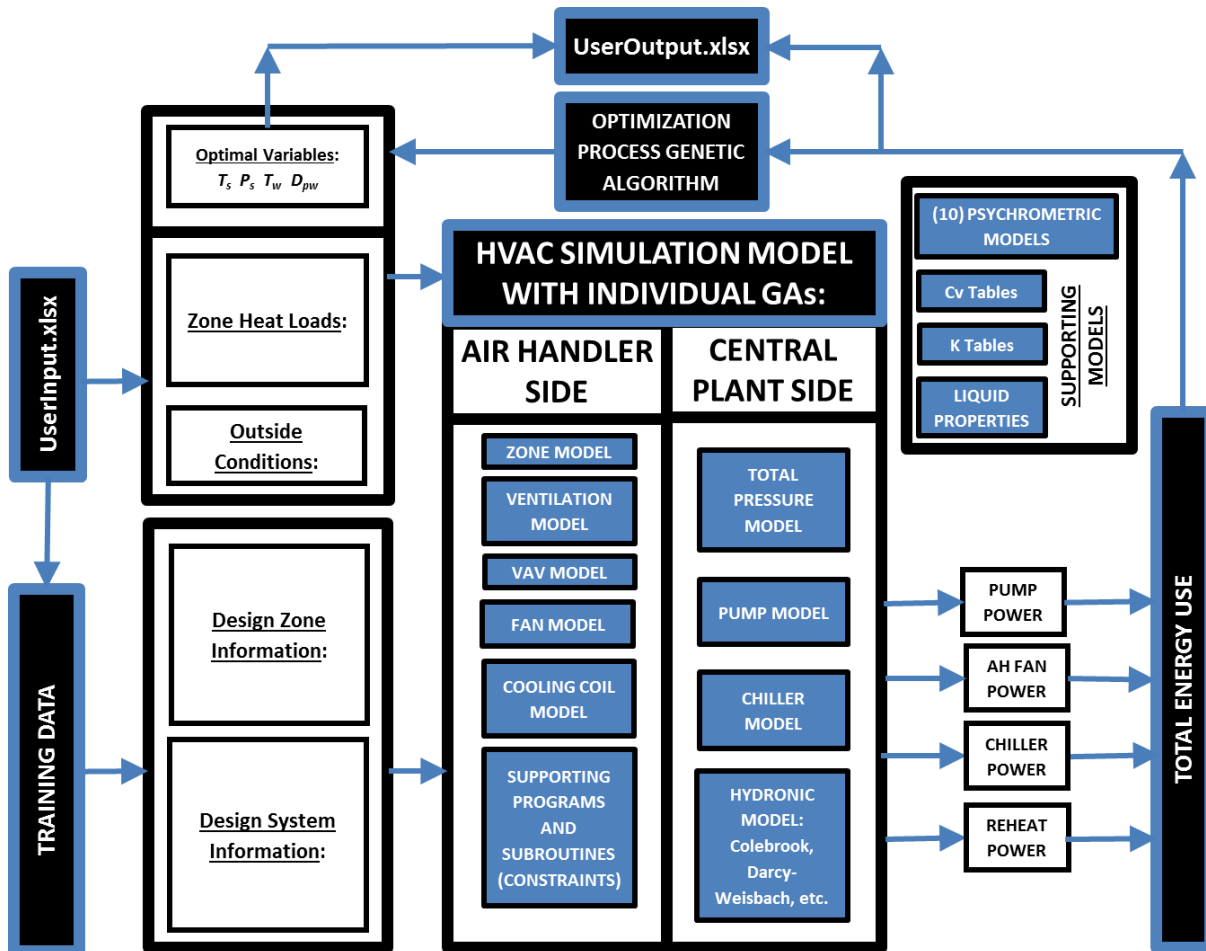 UserOutput.xlsx
OPTIMIZATION
PROCESS GENETIC
ALGORITHM
Optimal Variables:
Ts Ps Tw Dpw
Zone Heat Loads:
Outside
Conditions:
UserInput.xlsx
TRAINING DATA
Design Zone
Information:
Design System
Information:
HVAC SIMULATION MODEL
WITH INDIVIDUAL GAs:
AIR HANDLER
SIDE
ZONE MODEL
VENTILATION
MODEL
VAV MODEL
FAN MODEL
COOLING COIL
MODEL
SUPPORTING
PROGRAMS
AND
SUBROUTINES
(CONSTRAINTS)
CENTRAL
PLANT SIDE
TOTAL
PRESSURE
MODEL
PUMP MODEL
CHILLER
MODEL
HYDRONIC
MODEL:
Colebrook,
Darcy-
Weisbach, etc.
(10) PSYCHROMETRIC
MODELS
Cv Tables
K Tables
LIQUID
PROPERTIES
SUPPORTING
MODELS
PUMP
POWER
AH FAN
POWER
CHILLER
POWER
REHEAT
POWER
TOTAL ENERGY USE